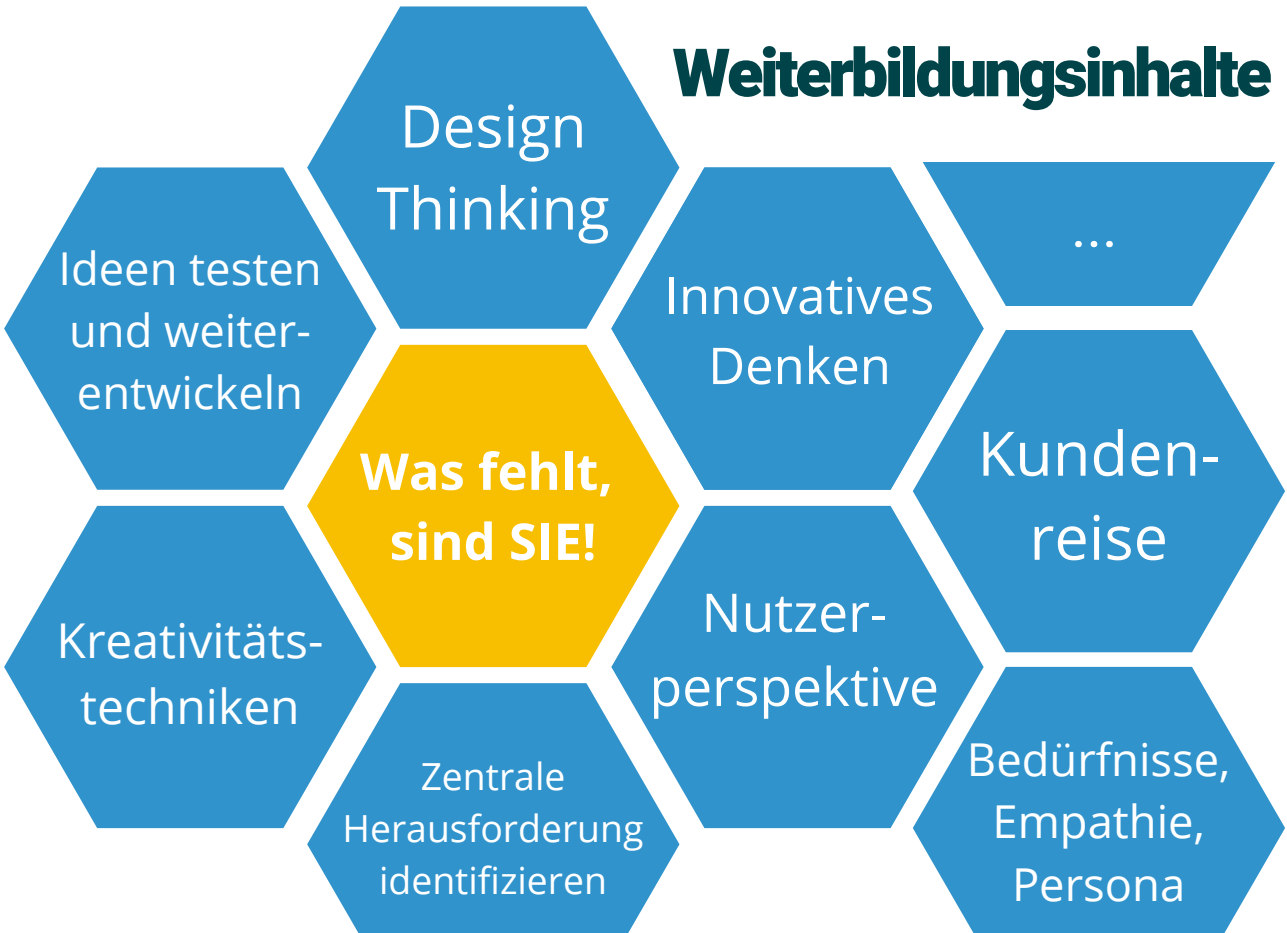 Weiterbildungsinhalte
Design
Thinking
...
Ideen testen
und weiter-
entwickeln
Innovatives
Denken
Was fehlt,
sind SIE!
Kunden-
reise
Kreativitäts-
techniken
Nutzer-
perspektive
Zentrale
Herausforderung
identifizieren
Bedürfnisse,
Empathie,
Persona